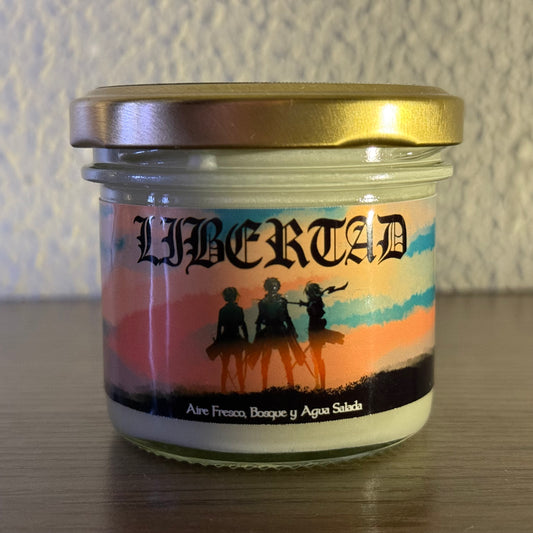 LIBERTAD
Aire Fresco, Bosque y Agua Salada